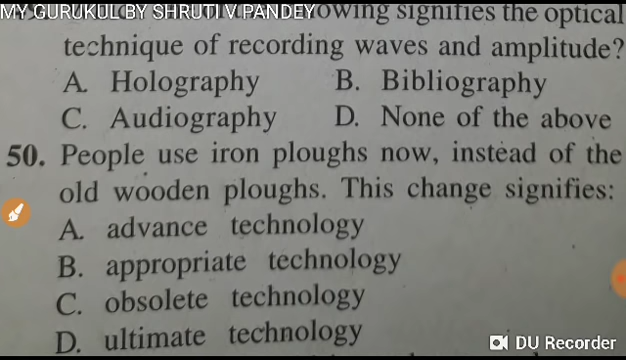 MY GURUKUL BY SHRUTI V PANDEY
owing signifies the optical
technique of recording waves and amplitude?
A. Holography B. Bibliography
C. Audiography D. None of the above
50. People use iron ploughs now, instead of the
old wooden ploughs. This change signifies:
A. advance technology
B. appropriate technology
C. obsolete technology
D. ultimate technology
DU Recorder